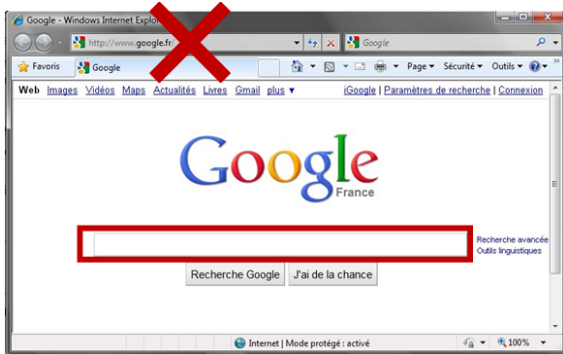 Google - Windows Internet Explo
http://www.google.fr/
Google
Favoris Google Page Sécurité Outils
Web Images Vidéos Maps Actualités Livres Gmail plus iGoogle | Paramètres de recherche | Connexion
Google
France
Recherche avancée
Outils linguistiques
Recherche Google J'ai de la chance
Internet | Mode protégé : activé 100%